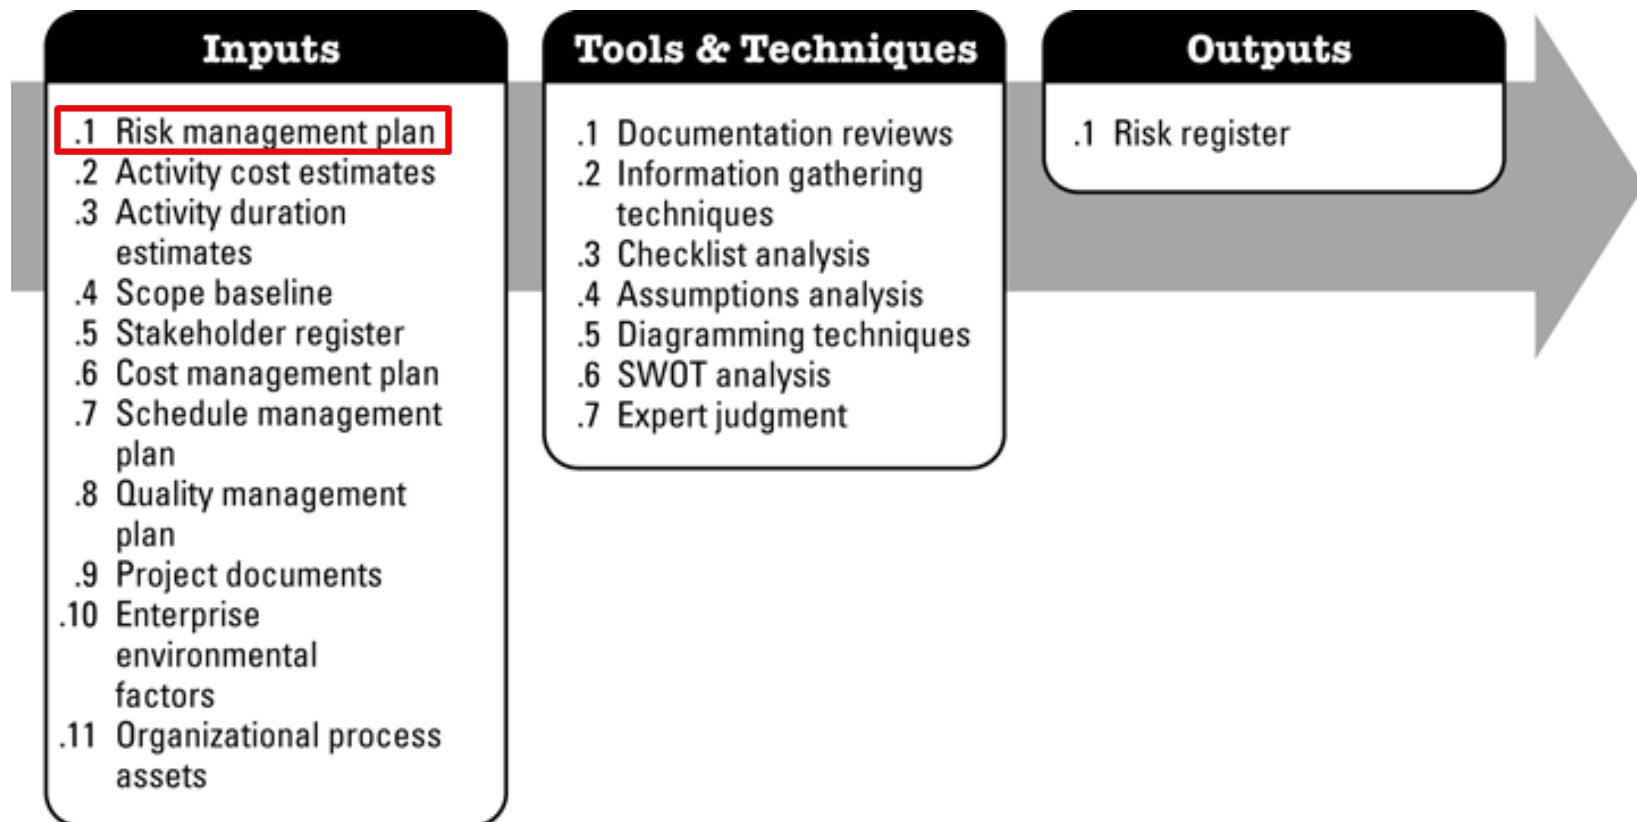 Inputs
.1 Risk management plan
.2 Activity cost estimates
.3 Activity duration
estimates
.4 Scope baseline
.5 Stakeholder register
.6 Cost management plan
.7 Schedule management
plan
.8 Quality management
plan
.9 Project documents
.10 Enterprise
environmental
factors
.11 Organizational process
assets
Tools & Techniques
.1 Documentation reviews
.2 Information gathering
techniques
.3 Checklist analysis
.4 Assumptions analysis
.5 Diagramming techniques
.6 SWOT analysis
.7 Expert judgment
Outputs
.1 Risk register